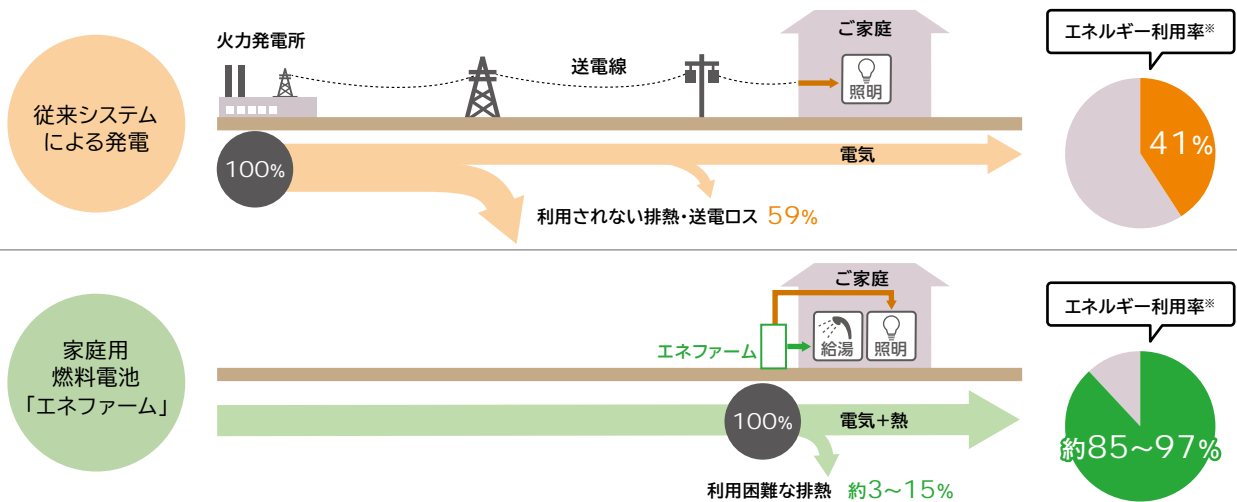 従来システム
による発電
火力発電所
送電線
ご家庭
照明
エネルギー利用率※
41%
100%
電気
利用されない排熱・送電ロス 59%
家庭用
燃料電池
「エネファーム」
ご家庭
エネファーム
給湯
照明
エネルギー利用率※
約85～97%
100%
電気＋熱
利用困難な排熱 約3～15%